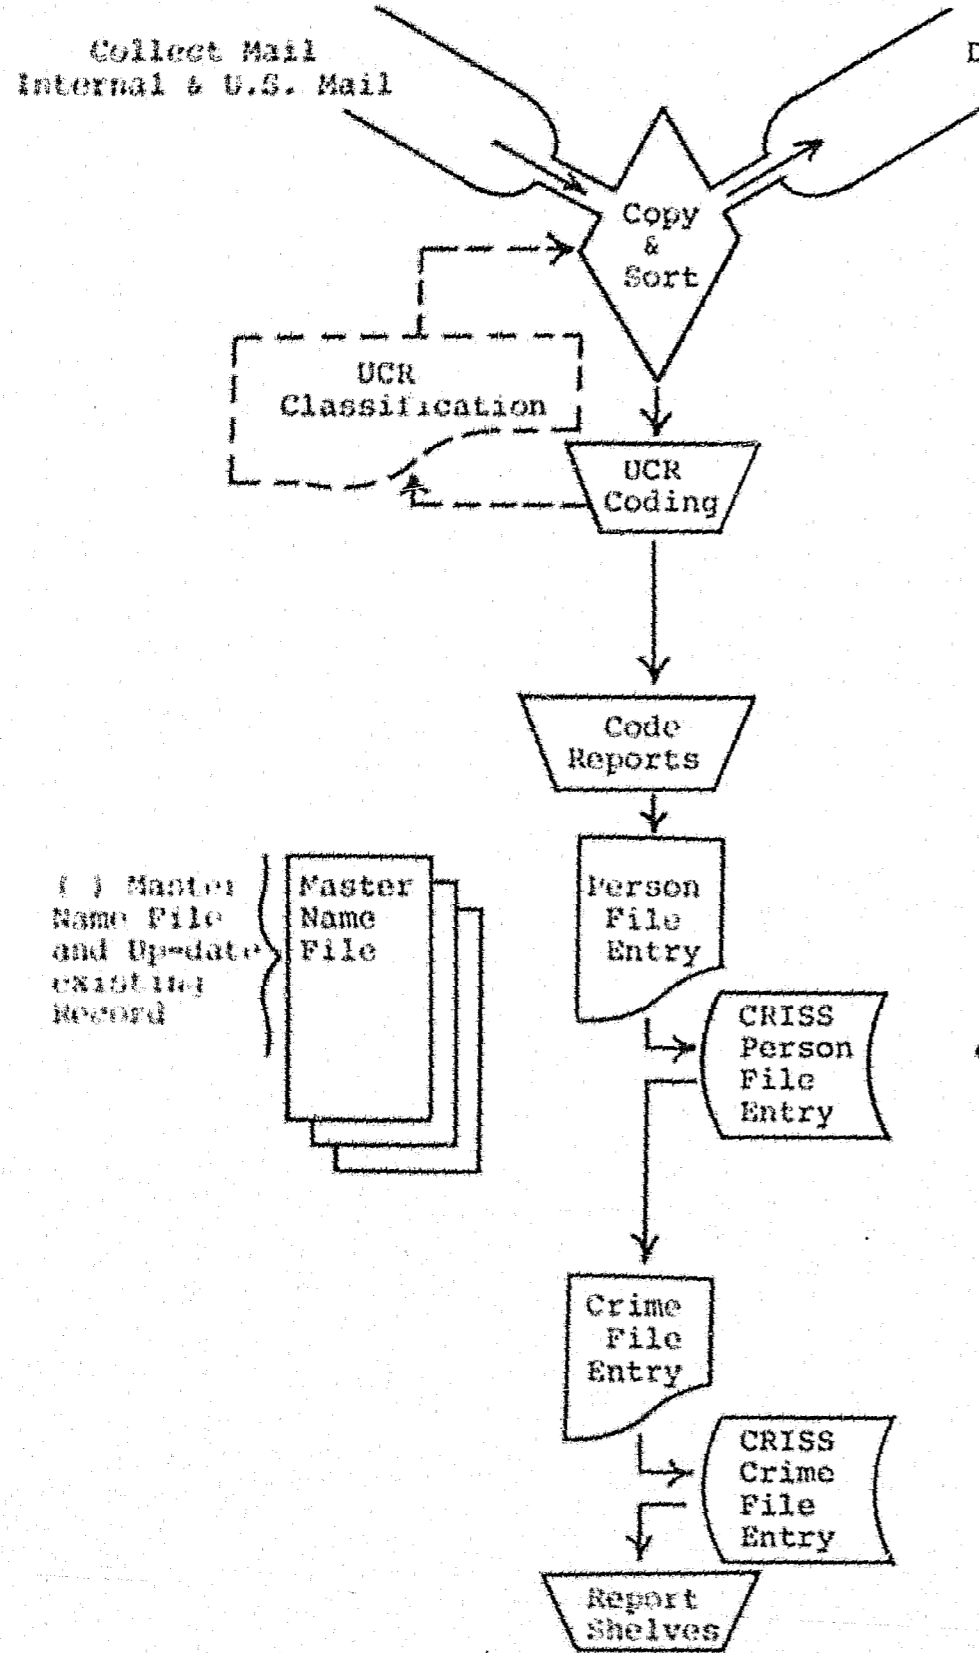 Collect Mail
Internal & U.S. Mail
D
Copy
&
Sort
UCR
Classification
UCR
Coding
Code
Reports
( ) Master
Name File
and Up-date
existing
Record
Master
Name
File
Person
File
Entry
CRISS
Person
File
Entry
Crime
File
Entry
CRISS
Crime
File
Entry
Report
Shelves